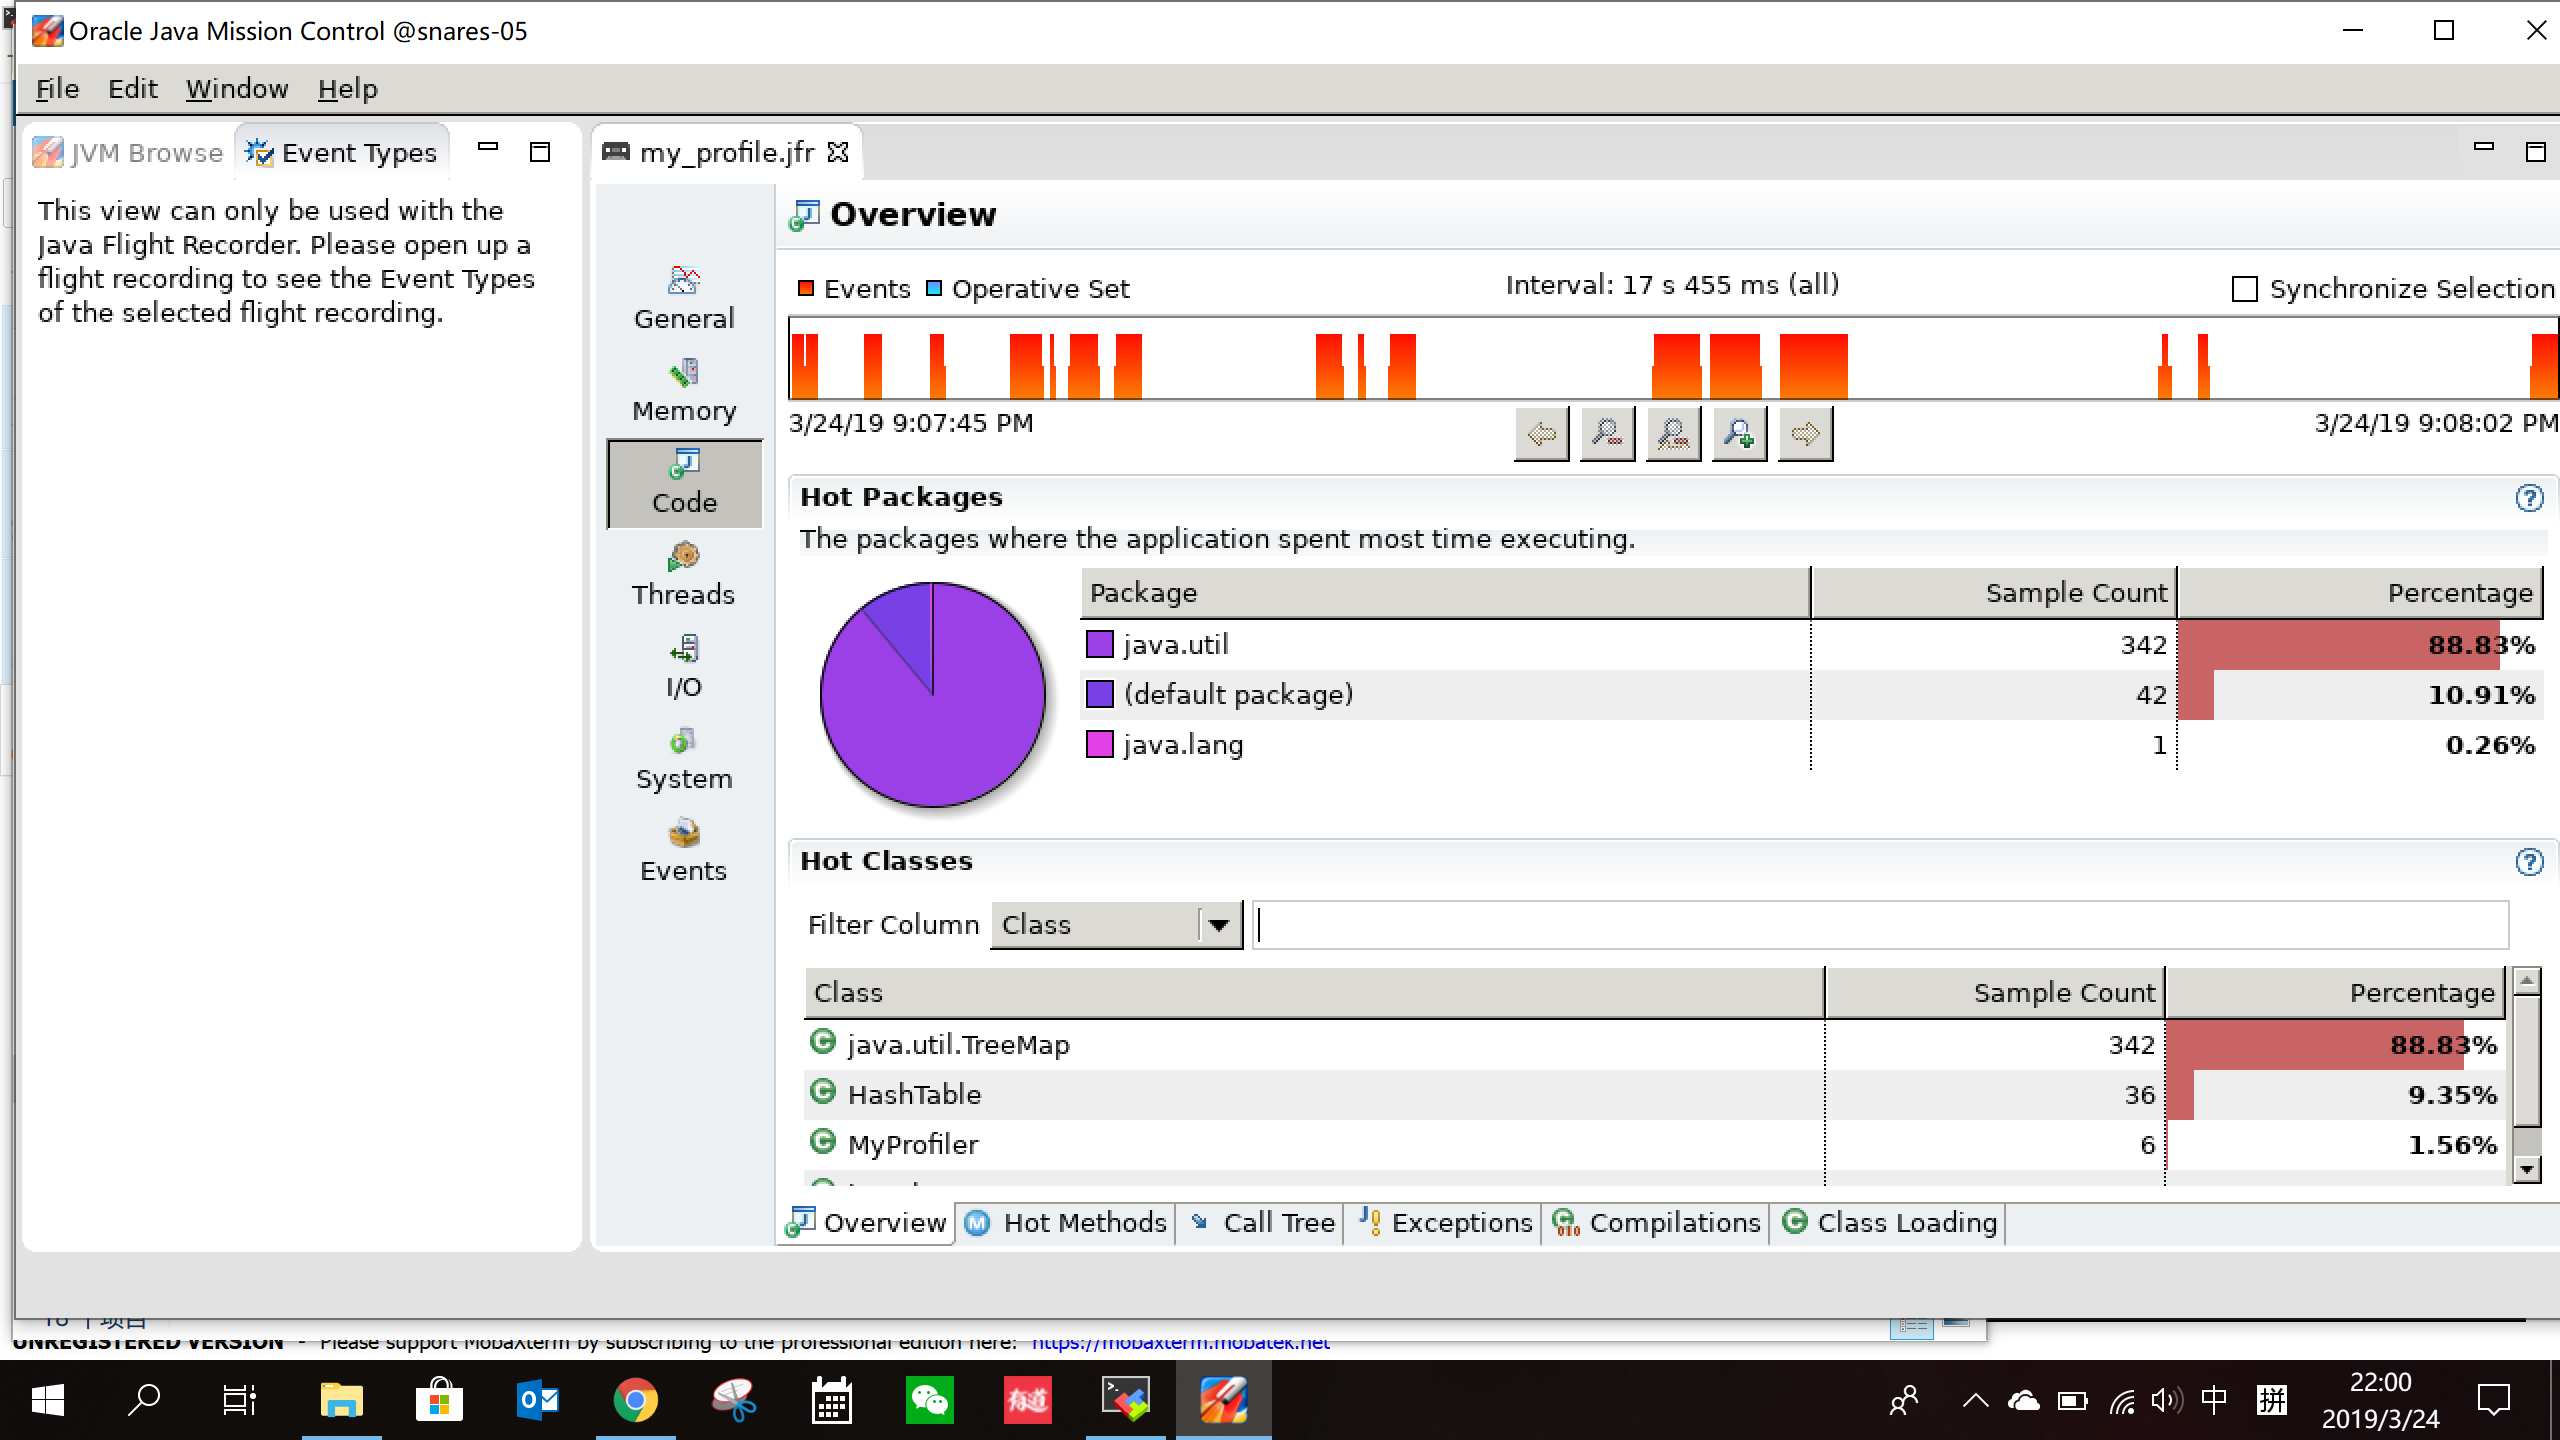 Oracle Java Mission Control @snares-05
File Edit Window Help
JVM Browse Event Types
my_profile.jfr
This view can only be used with the
Java Flight Recorder. Please open up a
flight recording to see the Event Types
of the selected flight recording.
General
Memory
Code
Threads
I/O
System
Events
Overview
Events Operative Set Interval: 17 s 455 ms (all) Synchronize Selection
3/24/19 9:07:45 PM 3/24/19 9:08:02 PM
Hot Packages
The packages where the application spent most time executing.
Package Sample Count Percentage
java.util 342 88.83%
(default package) 42 10.91%
java.lang 1 0.26%
Hot Classes
Filter Column Class
Class Sample Count Percentage
java.util.TreeMap 342 88.83%
HashTable 36 9.35%
MyProfiler 6 1.56%
Overview Hot Methods Call Tree Exceptions Compilations Class Loading
UNREGISTERED VERSION - Please support MobaXterm by subscribing to the professional edition here: https://mobaxterm.mobatek.net
有道
中 拼
22:00
2019/3/24